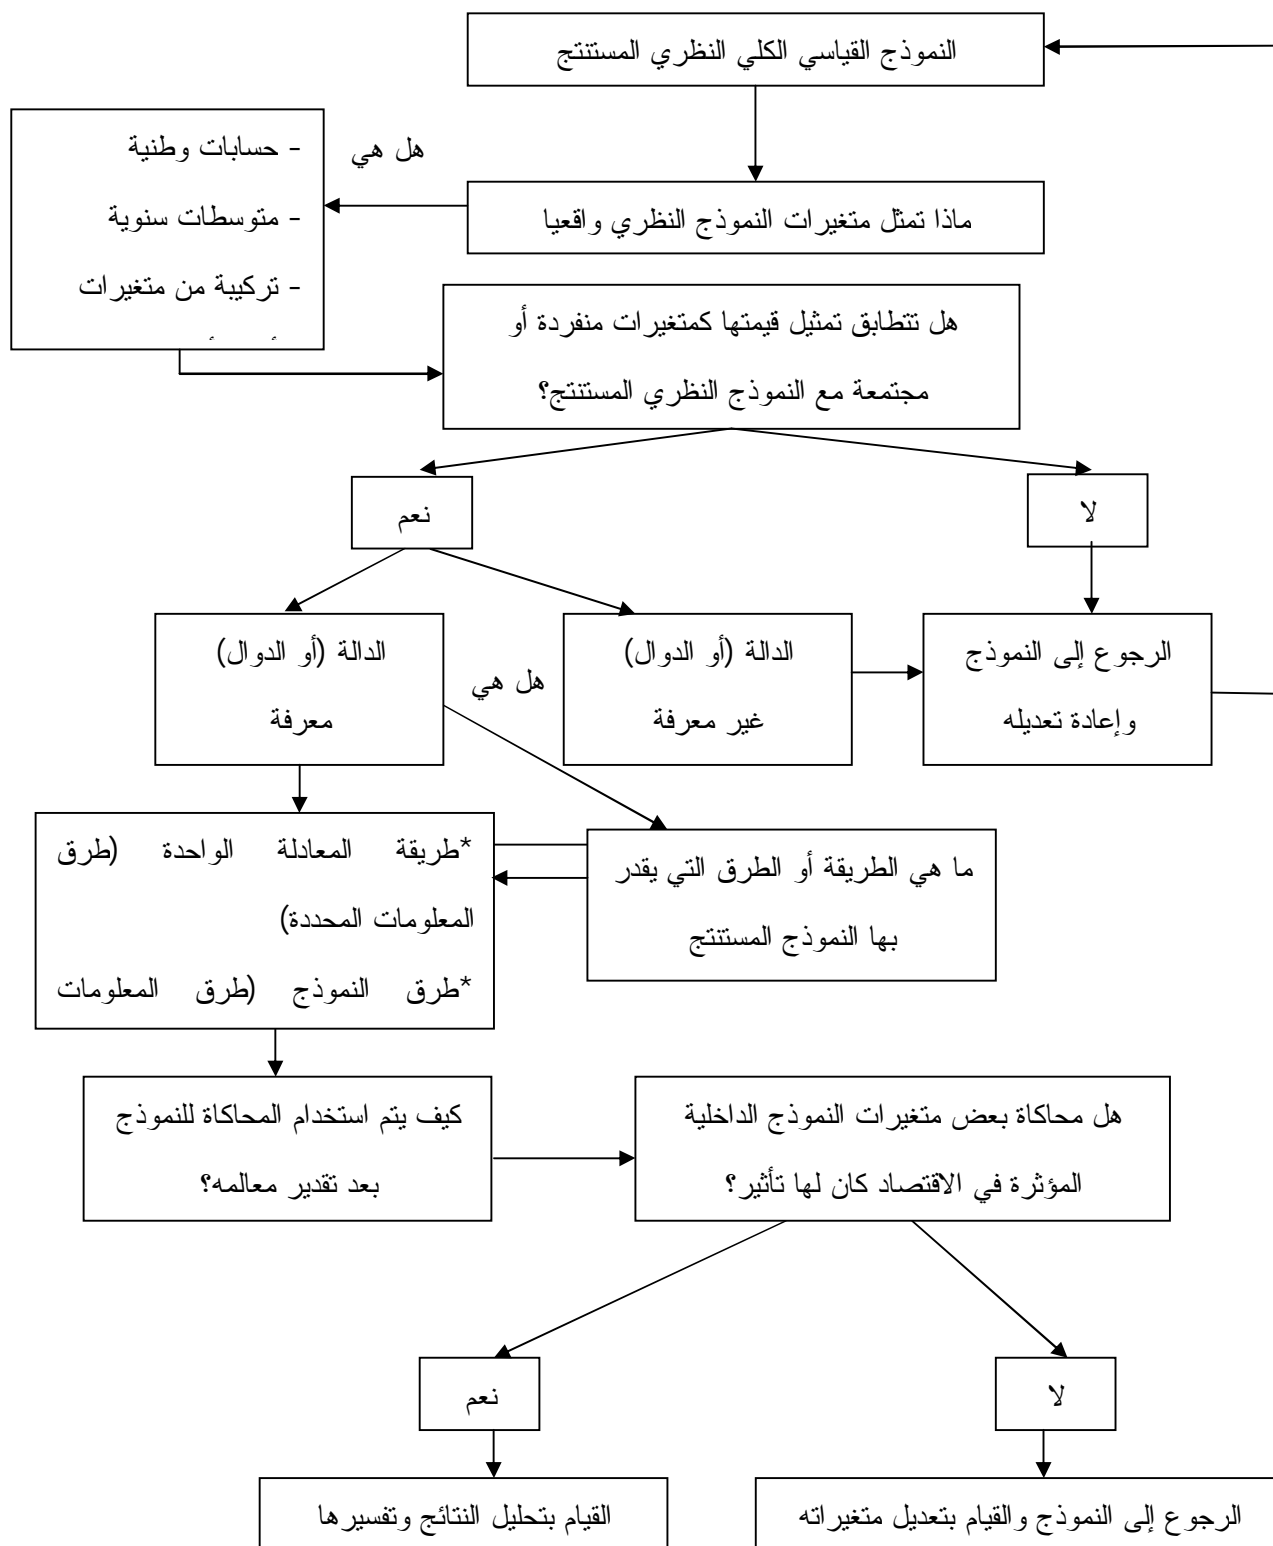 النموذج القياسي الكلي النظري المستنتج
- حسابات وطنية
- متوسطات سنوية
- تركيبة من متغيرات
هل هي
ماذا تمثل متغيرات النموذج النظري واقعيا
هل تتطابق تمثيل قيمتها كمتغيرات منفردة أو
مجتمعة مع النموذج النظري المستنتج؟
نعم
لا
الدالة (أو الدوال)
معرفة
هل هي
الدالة (أو الدوال)
غير معرفة
الرجوع إلى النموذج
وإعادة تعديله
*طريقة المعادلة الواحدة (طرق
المعلومات المحددة)
*طرق النموذج (طرق المعلومات
ما هي الطريقة أو الطرق التي يقدر
بها النموذج المستنتج
كيف يتم استخدام المحاكاة للنموذج
بعد تقدير معالمه؟
هل محاكاة بعض متغيرات النموذج الداخلية
المؤثرة في الاقتصاد كان لها تأثير؟
نعم
لا
القيام بتحليل النتائج وتفسيرها
الرجوع إلى النموذج والقيام بتعديل متغيراته